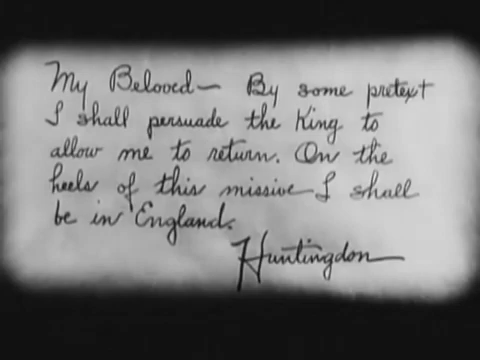 My Beloved— By some pretext
I shall persuade the King to
allow me to return. On the
heels of this missive I shall
be in England.
Huntingdon